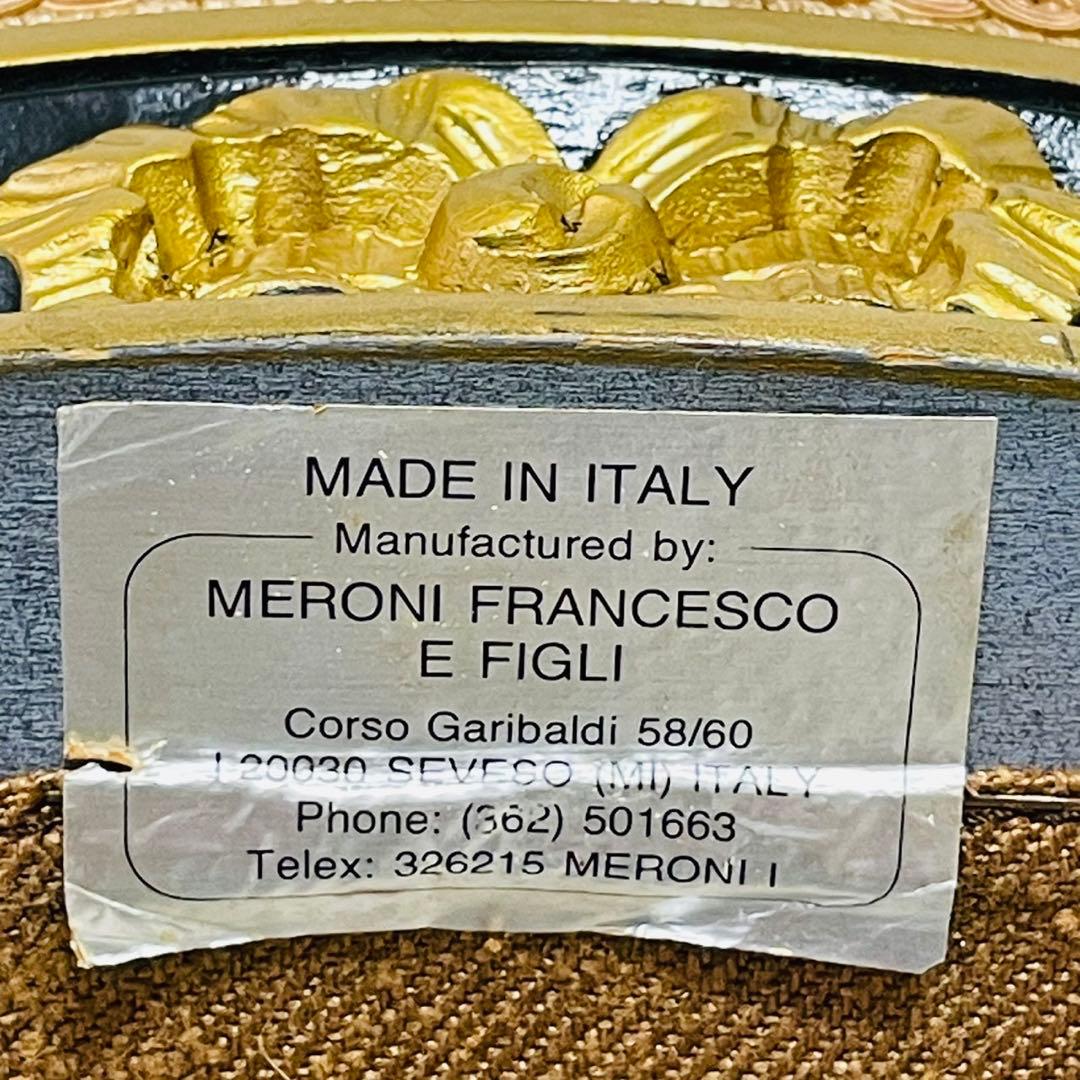 MADE IN ITALY
Manufactured by:
MERONI FRANCESCO
E FIGLI
Corso Garibaldi 58/60
I 20030 SEVESO (MI) ITALY
Phone: (362) 501663
Telex: 326215 MERONI I